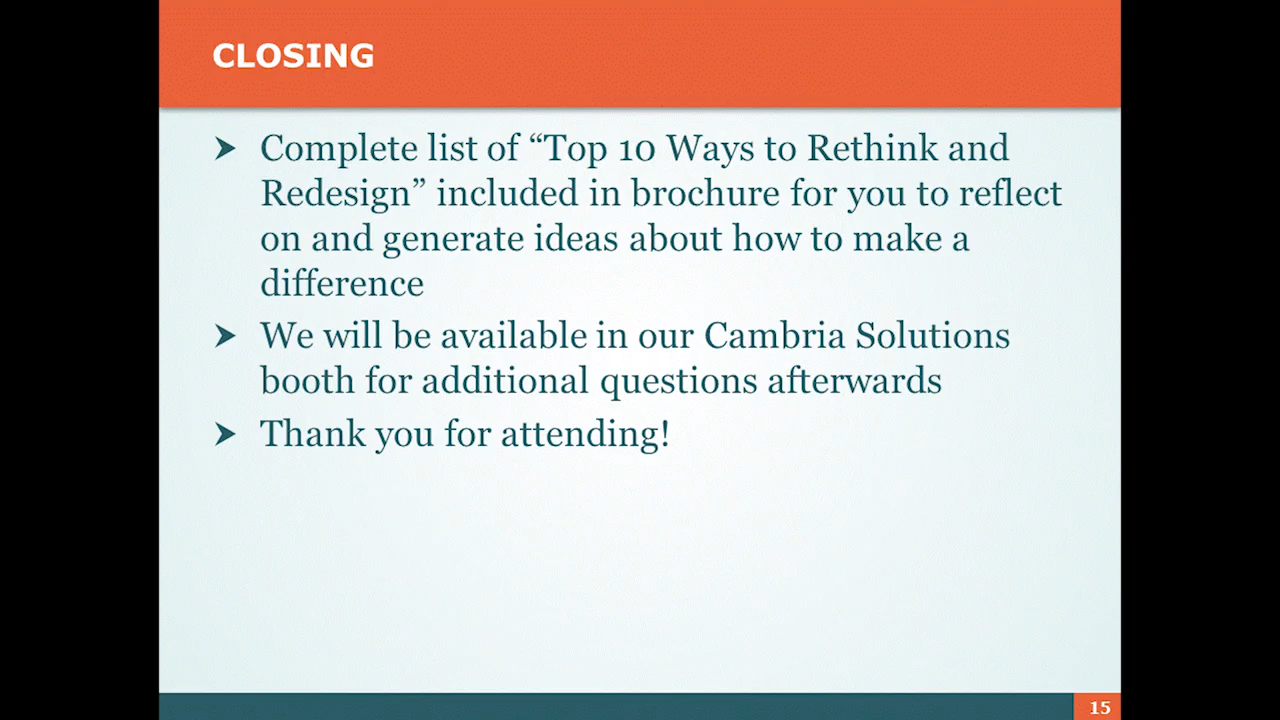 CLOSING
➤ Complete list of “Top 10 Ways to Rethink and
Redesign” included in brochure for you to reflect
on and generate ideas about how to make a
difference
➤ We will be available in our Cambria Solutions
booth for additional questions afterwards
➤ Thank you for attending!
15